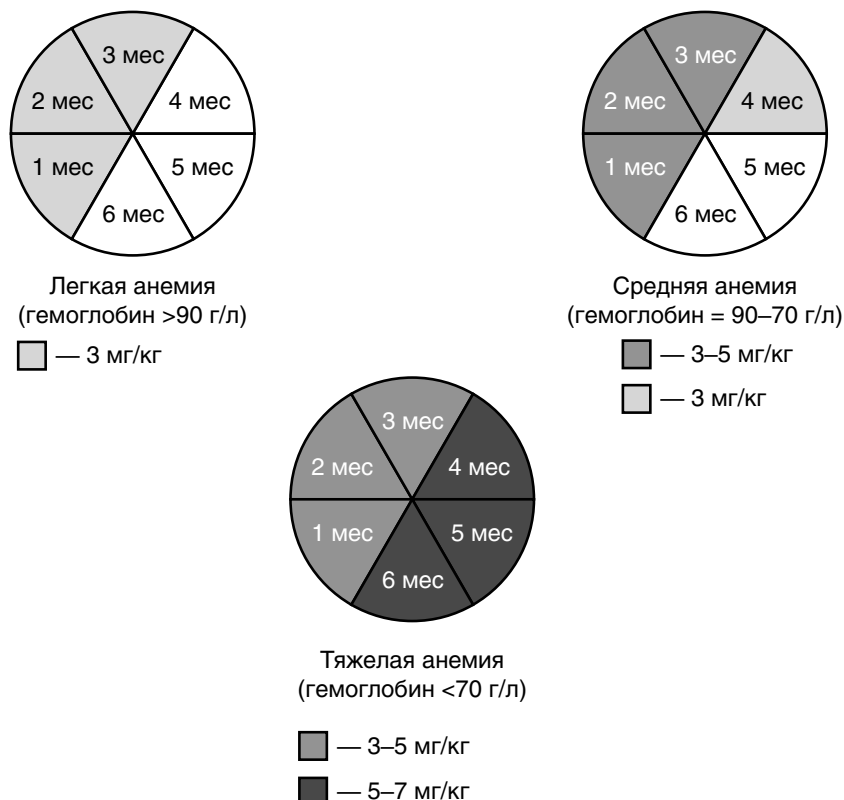 3 мес
2 мес
4 мес
1 мес
5 мес
6 мес
Легкая анемия
(гемоглобин >90 г/л)
— 3 мг/кг
3 мес
2 мес
4 мес
1 мес
5 мес
6 мес
Средняя анемия
(гемоглобин = 90–70 г/л)
— 3–5 мг/кг
— 3 мг/кг
3 мес
2 мес
4 мес
1 мес
5 мес
6 мес
Тяжелая анемия
(гемоглобин <70 г/л)
— 3–5 мг/кг
— 5–7 мг/кг